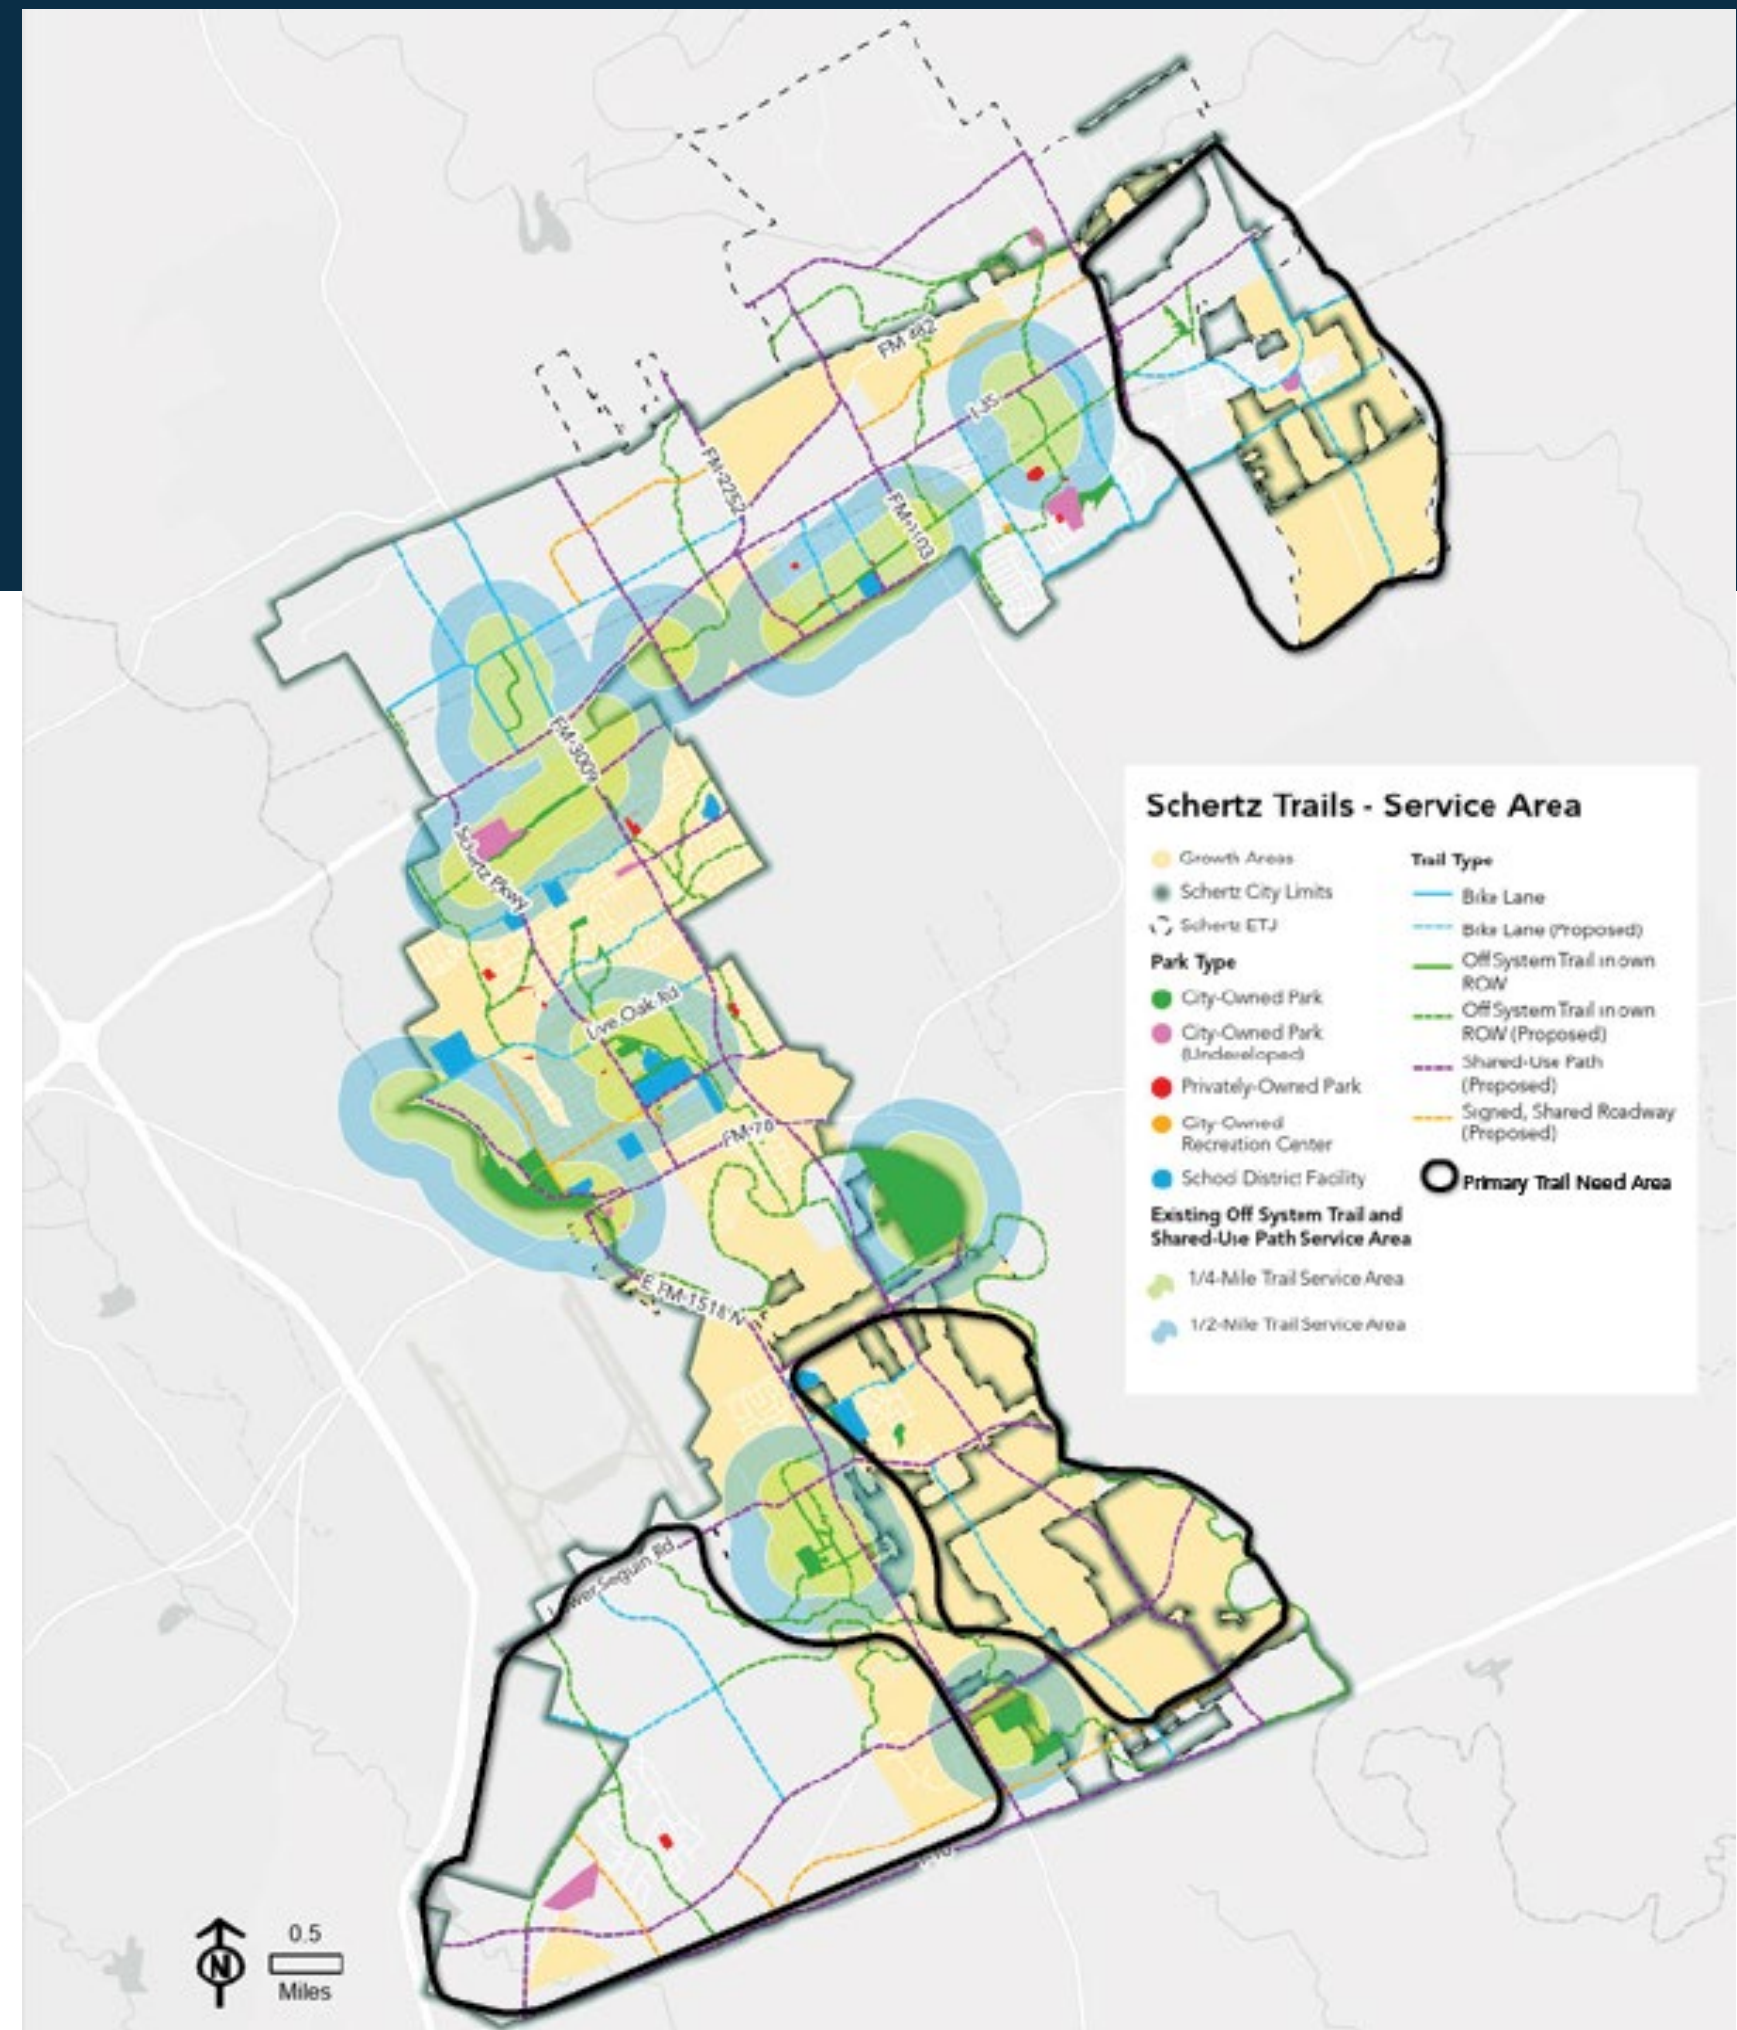 FM 482
I-35
FM-2252
FM-1103
FM-3009
Schertz Pkwy
Live Oak Rd
FM-78
E FM-1518 N
Lower Seguin Rd
I-10
Schertz Trails - Service Area
Growth Areas
Schertz City Limits
Schertz ETJ
Park Type
City-Owned Park
City-Owned Park
(Undereloped)
Privately-Owned Park
City-Owned
Recreation Center
School District Facility
Existing Off System Trail and
Shared-Use Path Service Area
1/4-Mile Trail Service Area
1/2-Mile Trail Service Area
Trail Type
Bike Lane
Bike Lane (Proposed)
Off System Trail in own
ROW
Off System Trail in own
ROW (Proposed)
Shared-Use Path
(Proposed)
Signed, Shared Roadway
(Proposed)
Primary Trail Need Area
N
0.5
Miles